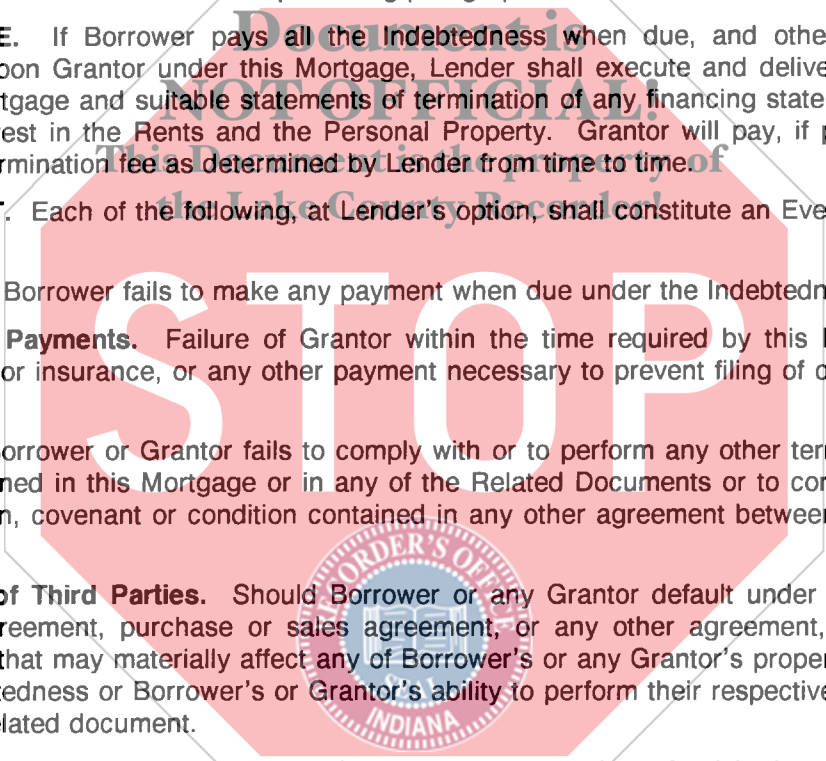 Document is
E. If Borrower pays all the Indebtedness when due, and othe
pon Grantor under this Mortgage, Lender shall execute and delive
NOT OFFICIAL!
tgage and suitable statements of termination of any financing state
est in the Rents and the Personal Property. Grantor will pay, if p
This Document is the property of
rmination fee as determined by Lender from time to time.
the Lake County Recorder!
. Each of the following, at Lender's option, shall constitute an Eve
STOP
Borrower fails to make any payment when due under the Indebtedn
Payments. Failure of Grantor within the time required by this
or insurance, or any other payment necessary to prevent filing of o
orrower or Grantor fails to comply with or to perform any other ter
ned in this Mortgage or in any of the Related Documents or to co
n, covenant or condition contained in any other agreement between
RECORDER'S OFFICE
of Third Parties. Should Borrower or any Grantor default under
reement, purchase or sales agreement, or any other agreement,
that may materially affect any of Borrower's or any Grantor's proper
tedness or Borrower's or Grantor's ability to perform their respective
SEAL
INDIANA
lated document.